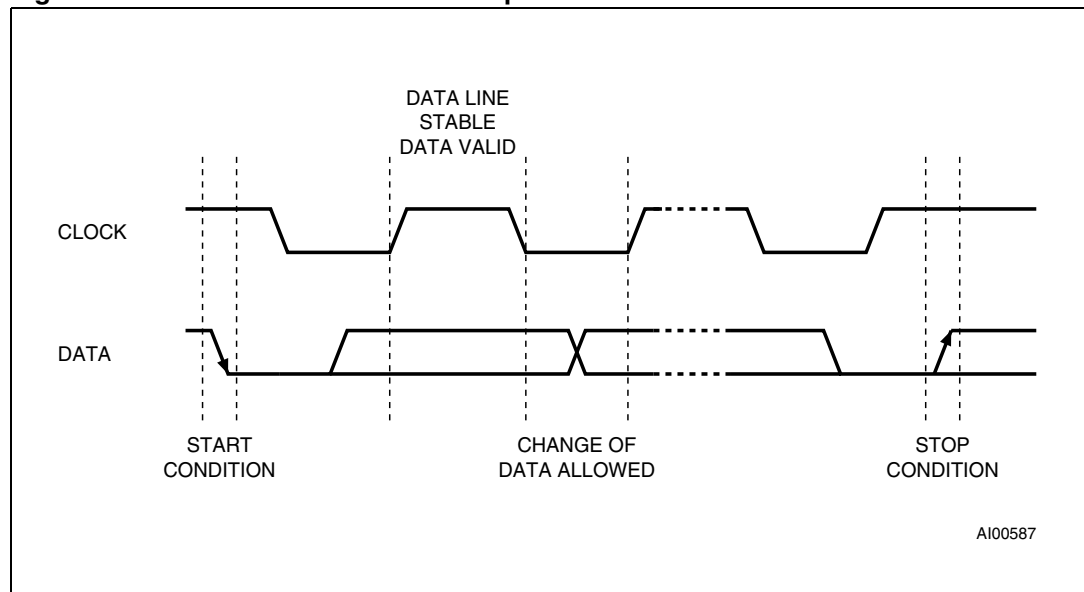 DATA LINE
STABLE
DATA VALID
CLOCK
DATA
START
CONDITION
CHANGE OF
DATA ALLOWED
STOP
CONDITION
AI00587